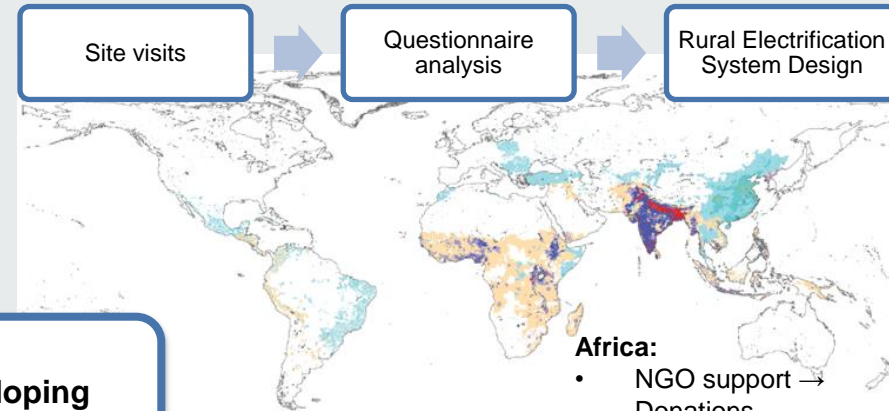 Site visits
Questionnaire
analysis
Rural Electrification
System Design
Africa:
• NGO support →